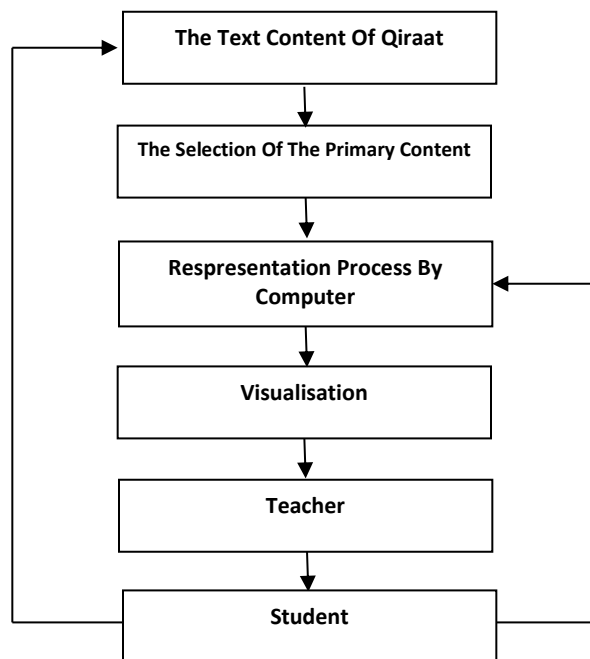 The Text Content Of Qiraat
The Selection Of The Primary Content
Respresentation Process By
Computer
Visualisation
Teacher
Student